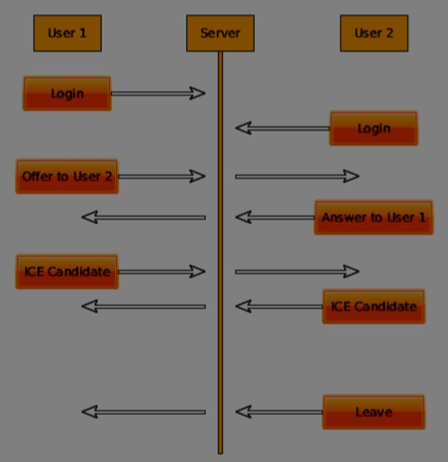 User 1
Server
User 2
Login
Login
Offer to User 2
Answer to User 1
ICE Candidate
ICE Candidate
Leave